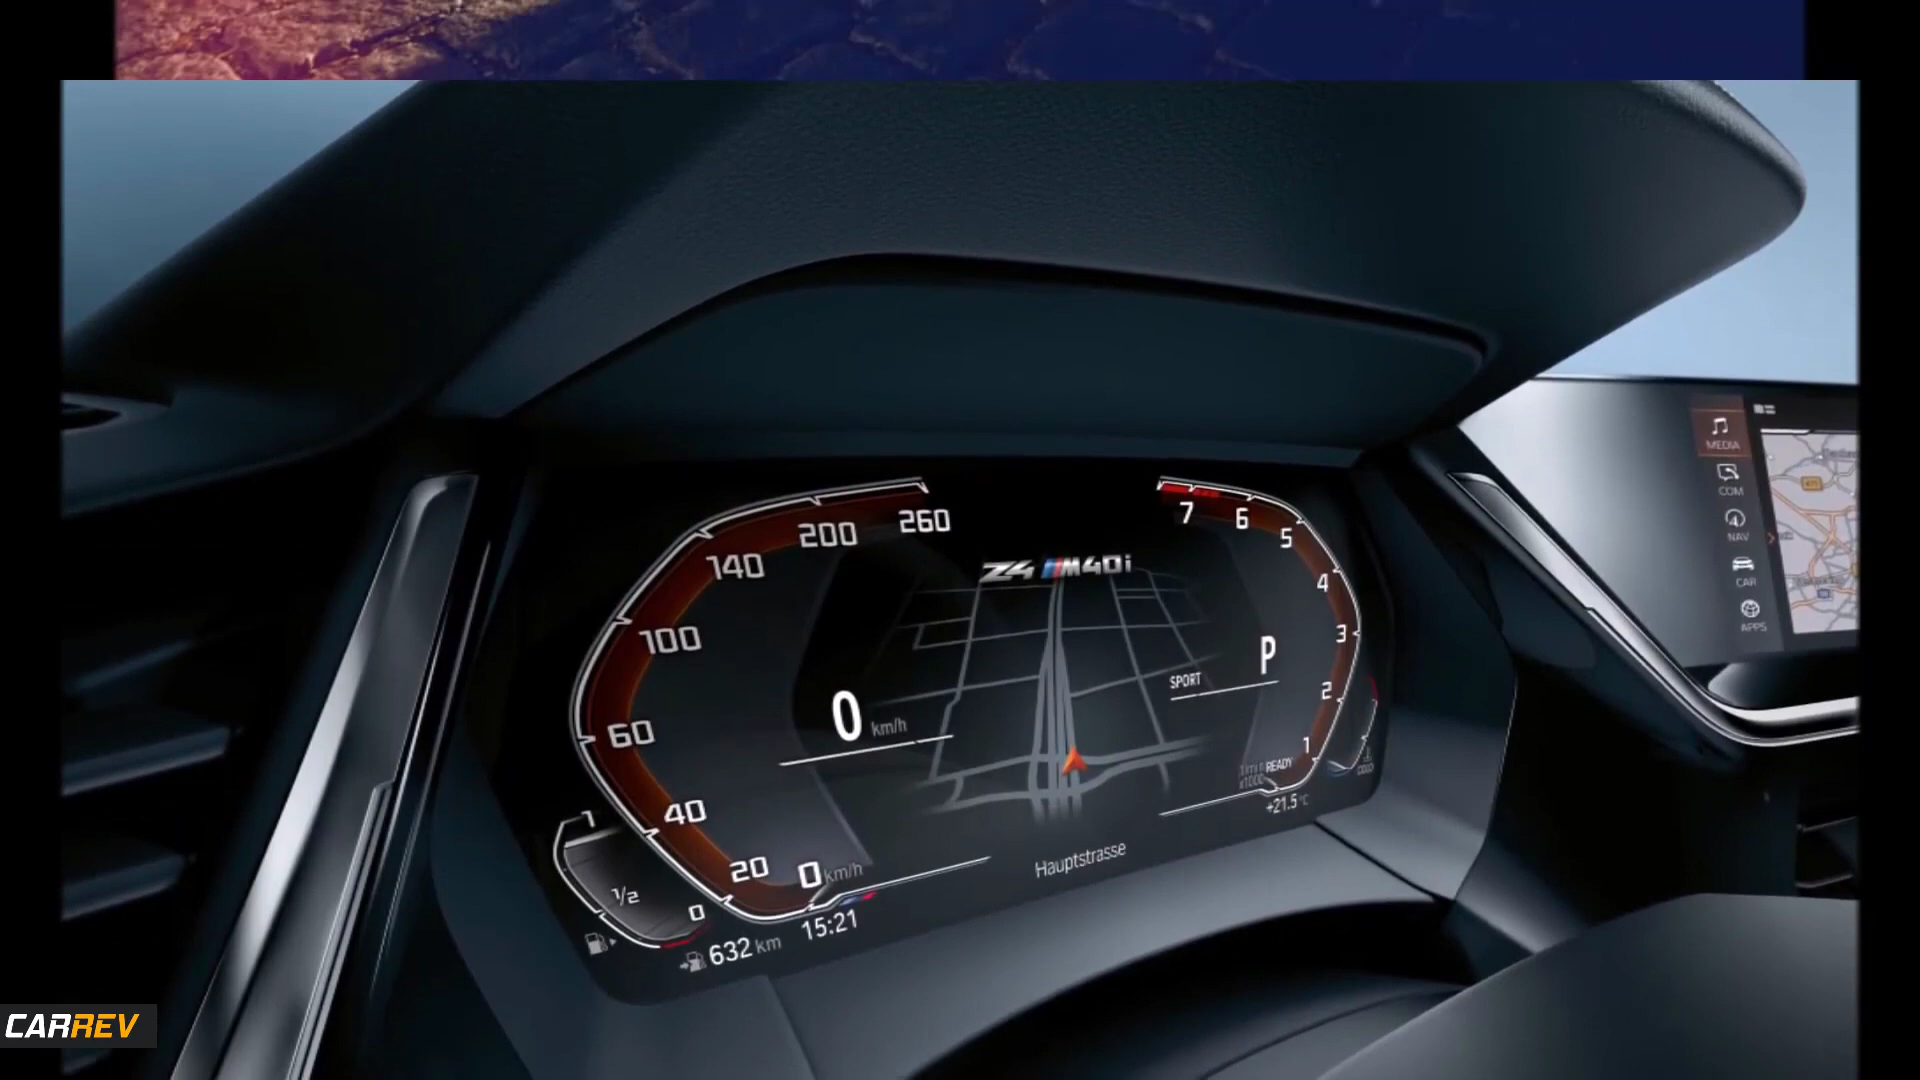 260
200
140
100
60
40
20
0 km/h
7
6
5
4
3
2
1
Z4 M40i
0 km/h
P
SPORT
READY
x1000
+21.5 °C
Hauptstrasse
1
1/2
0
632 km
15:21
MEDIA
COM
NAV
CAR
APPS
CARREV